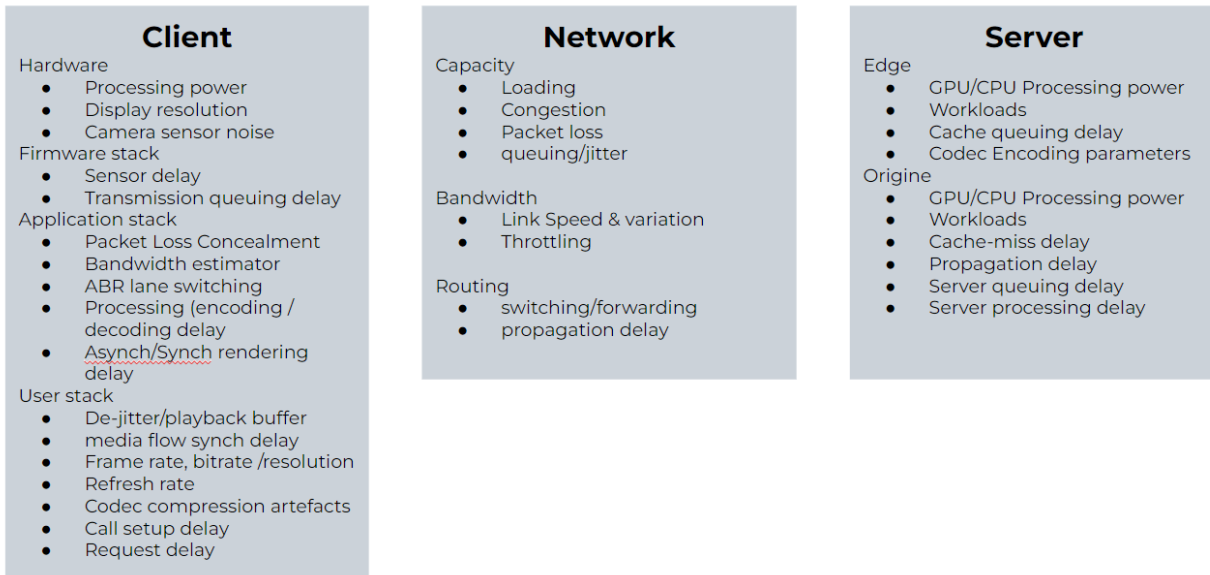 Client
Hardware
● Processing power
● Display resolution
● Camera sensor noise
Firmware stack
● Sensor delay
● Transmission queuing delay
Application stack
● Packet Loss Concealment
● Bandwidth estimator
● ABR lane switching
● Processing (encoding /
decoding delay
● Asynch/Synch rendering
delay
User stack
● De-jitter/playback buffer
● media flow synch delay
● Frame rate, bitrate /resolution
● Refresh rate
● Codec compression artefacts
● Call setup delay
● Request delay
Network
Capacity
● Loading
● Congestion
● Packet loss
● queuing/jitter
Bandwidth
● Link Speed & variation
● Throttling
Routing
● switching/forwarding
● propagation delay
Server
Edge
● GPU/CPU Processing power
● Workloads
● Cache queuing delay
● Codec Encoding parameters
Origine
● GPU/CPU Processing power
● Workloads
● Cache-miss delay
● Propagation delay
● Server queuing delay
● Server processing delay